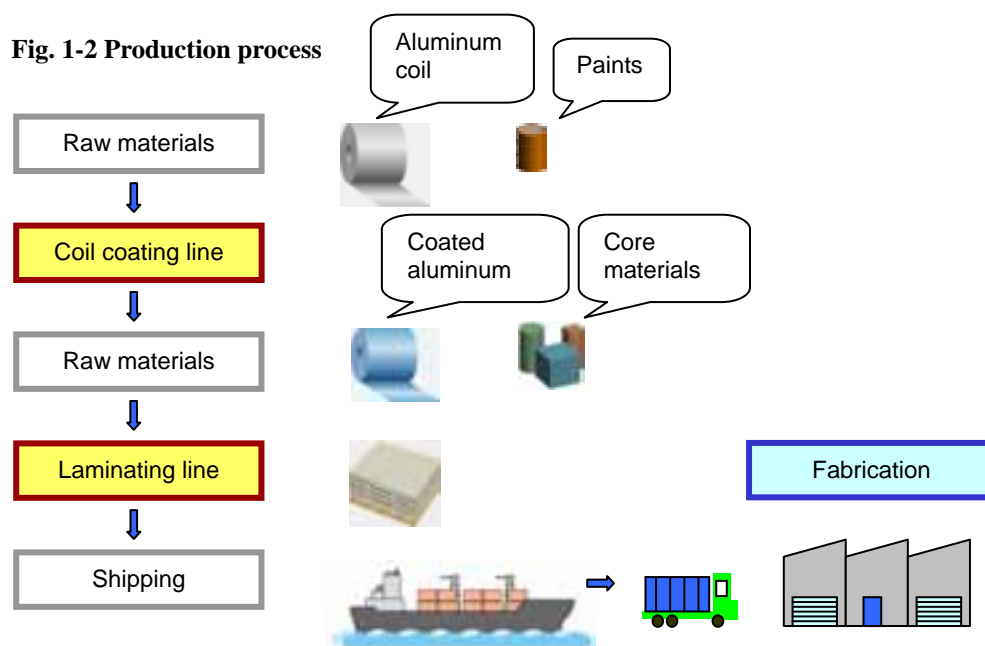 Fig. 1-2 Production process
Aluminum
coil
Paints
Raw materials
Coil coating line
Coated
aluminum
Core
materials
Raw materials
Laminating line
Fabrication
Shipping